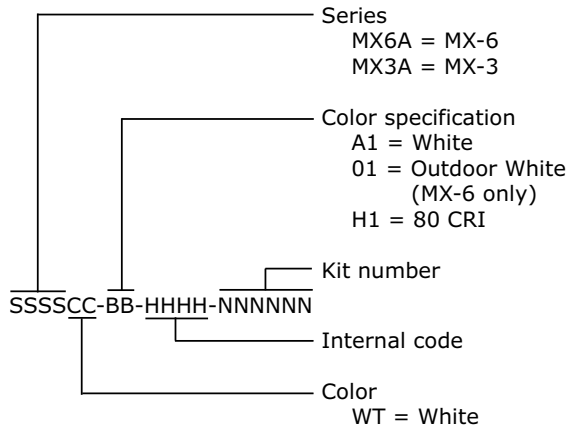 Series
MX6A = MX-6
MX3A = MX-3
Color specification
A1 = White
01 = Outdoor White
(MX-6 only)
H1 = 80 CRI
Kit number
SSSSCC-BB-HHHH-NNNNNN
Internal code
Color
WT = White